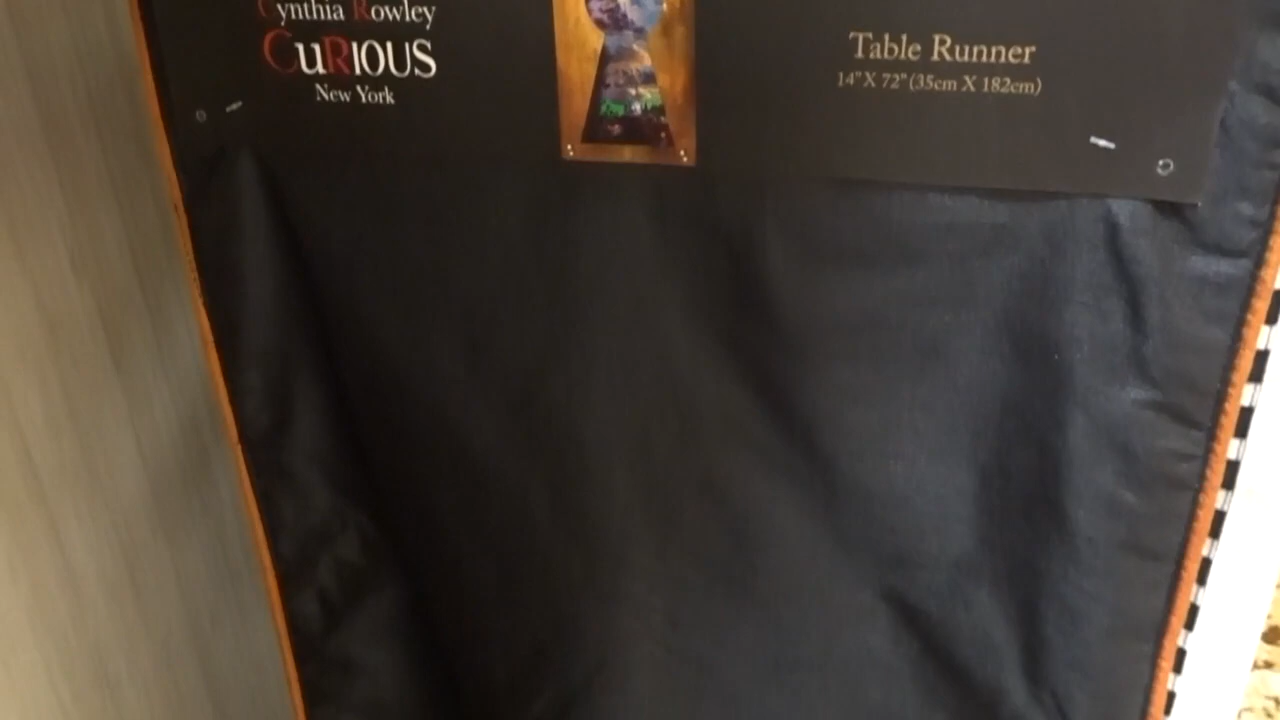 Cynthia Rowley
CuRIOUS
New York
Table Runner
14"X 72"(35cm X 182cm)